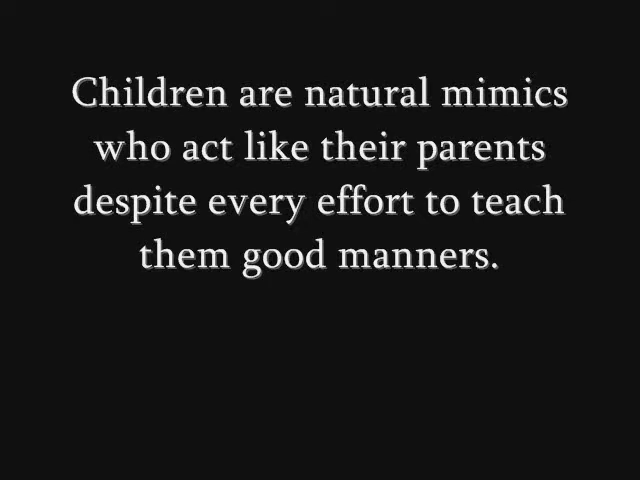 Children are natural mimics
who act like their parents
despite every effort to teach
them good manners.